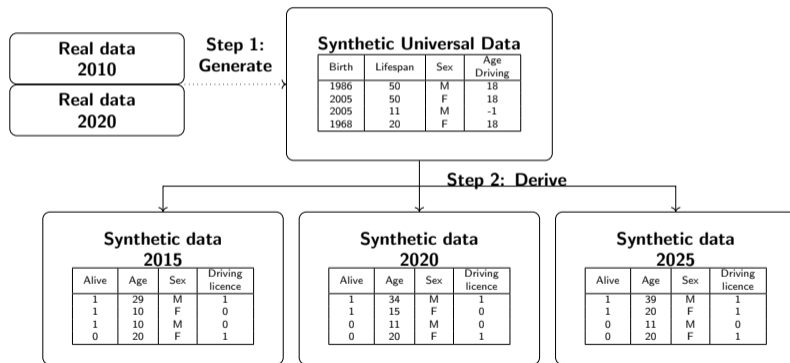 Real data
2010
Real data
2020
Step 1:
Generate
Synthetic Universal Data
Birth Lifespan Sex Age Driving
1986 50 M 18
2005 50 F 18
2005 11 M -1
1968 20 F 18
Step 2: Derive
Synthetic data
2015
Alive Age Sex Driving licence
1 29 M 1
1 10 F 0
1 10 M 0
0 20 F 1
Synthetic data
2020
Alive Age Sex Driving licence
1 34 M 1
1 15 F 0
0 11 M 0
0 20 F 1
Synthetic data
2025
Alive Age Sex Driving licence
1 39 M 1
1 20 F 1
0 11 M 0
0 20 F 1